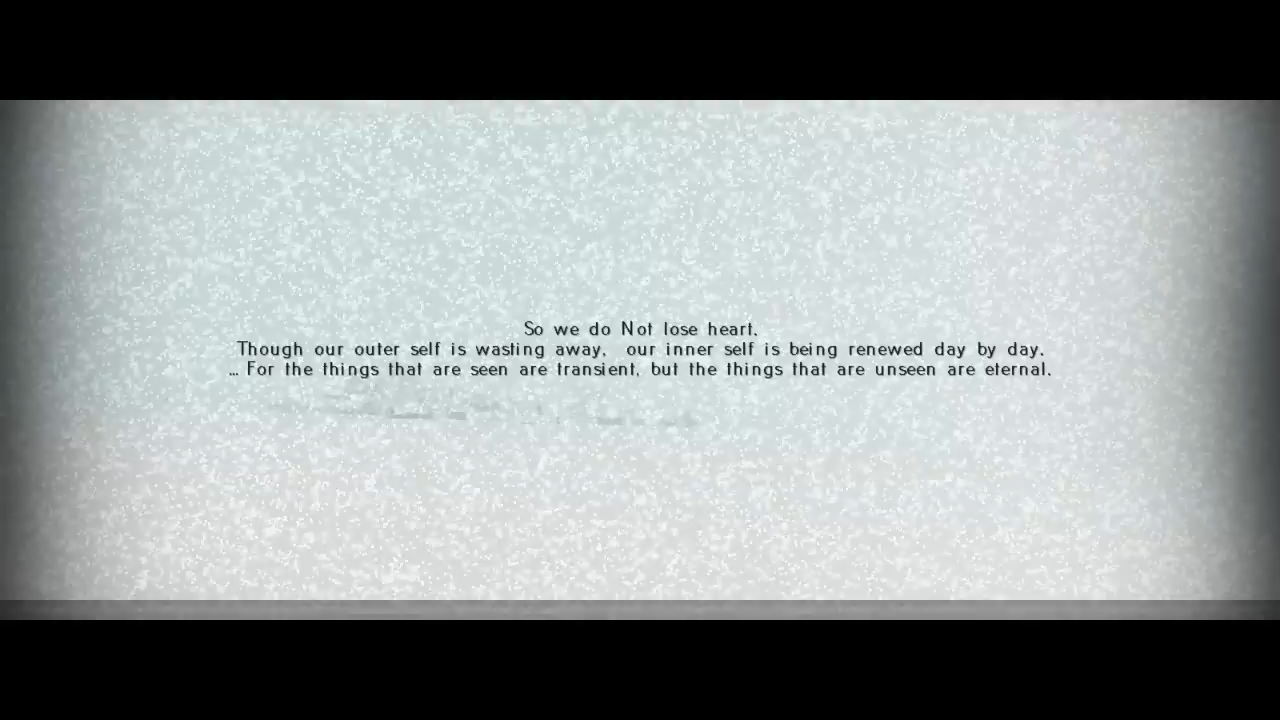 So we do Not lose heart.
Though our outer self is wasting away, our inner self is being renewed day by day.
... For the things that are seen are transient, but the things that are unseen are eternal.